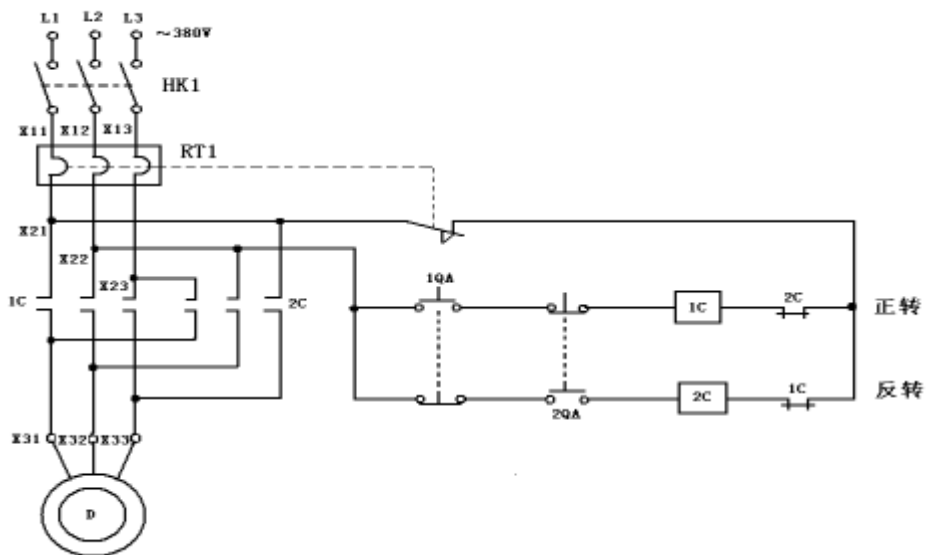 L1 L2 L3
～380V
HK1
X11 X12 X13
RT1
X21
X22
X23
1C
2C
1QA
1C
2C
正转
2QA
2C
1C
反转
X31 X32 X33
D